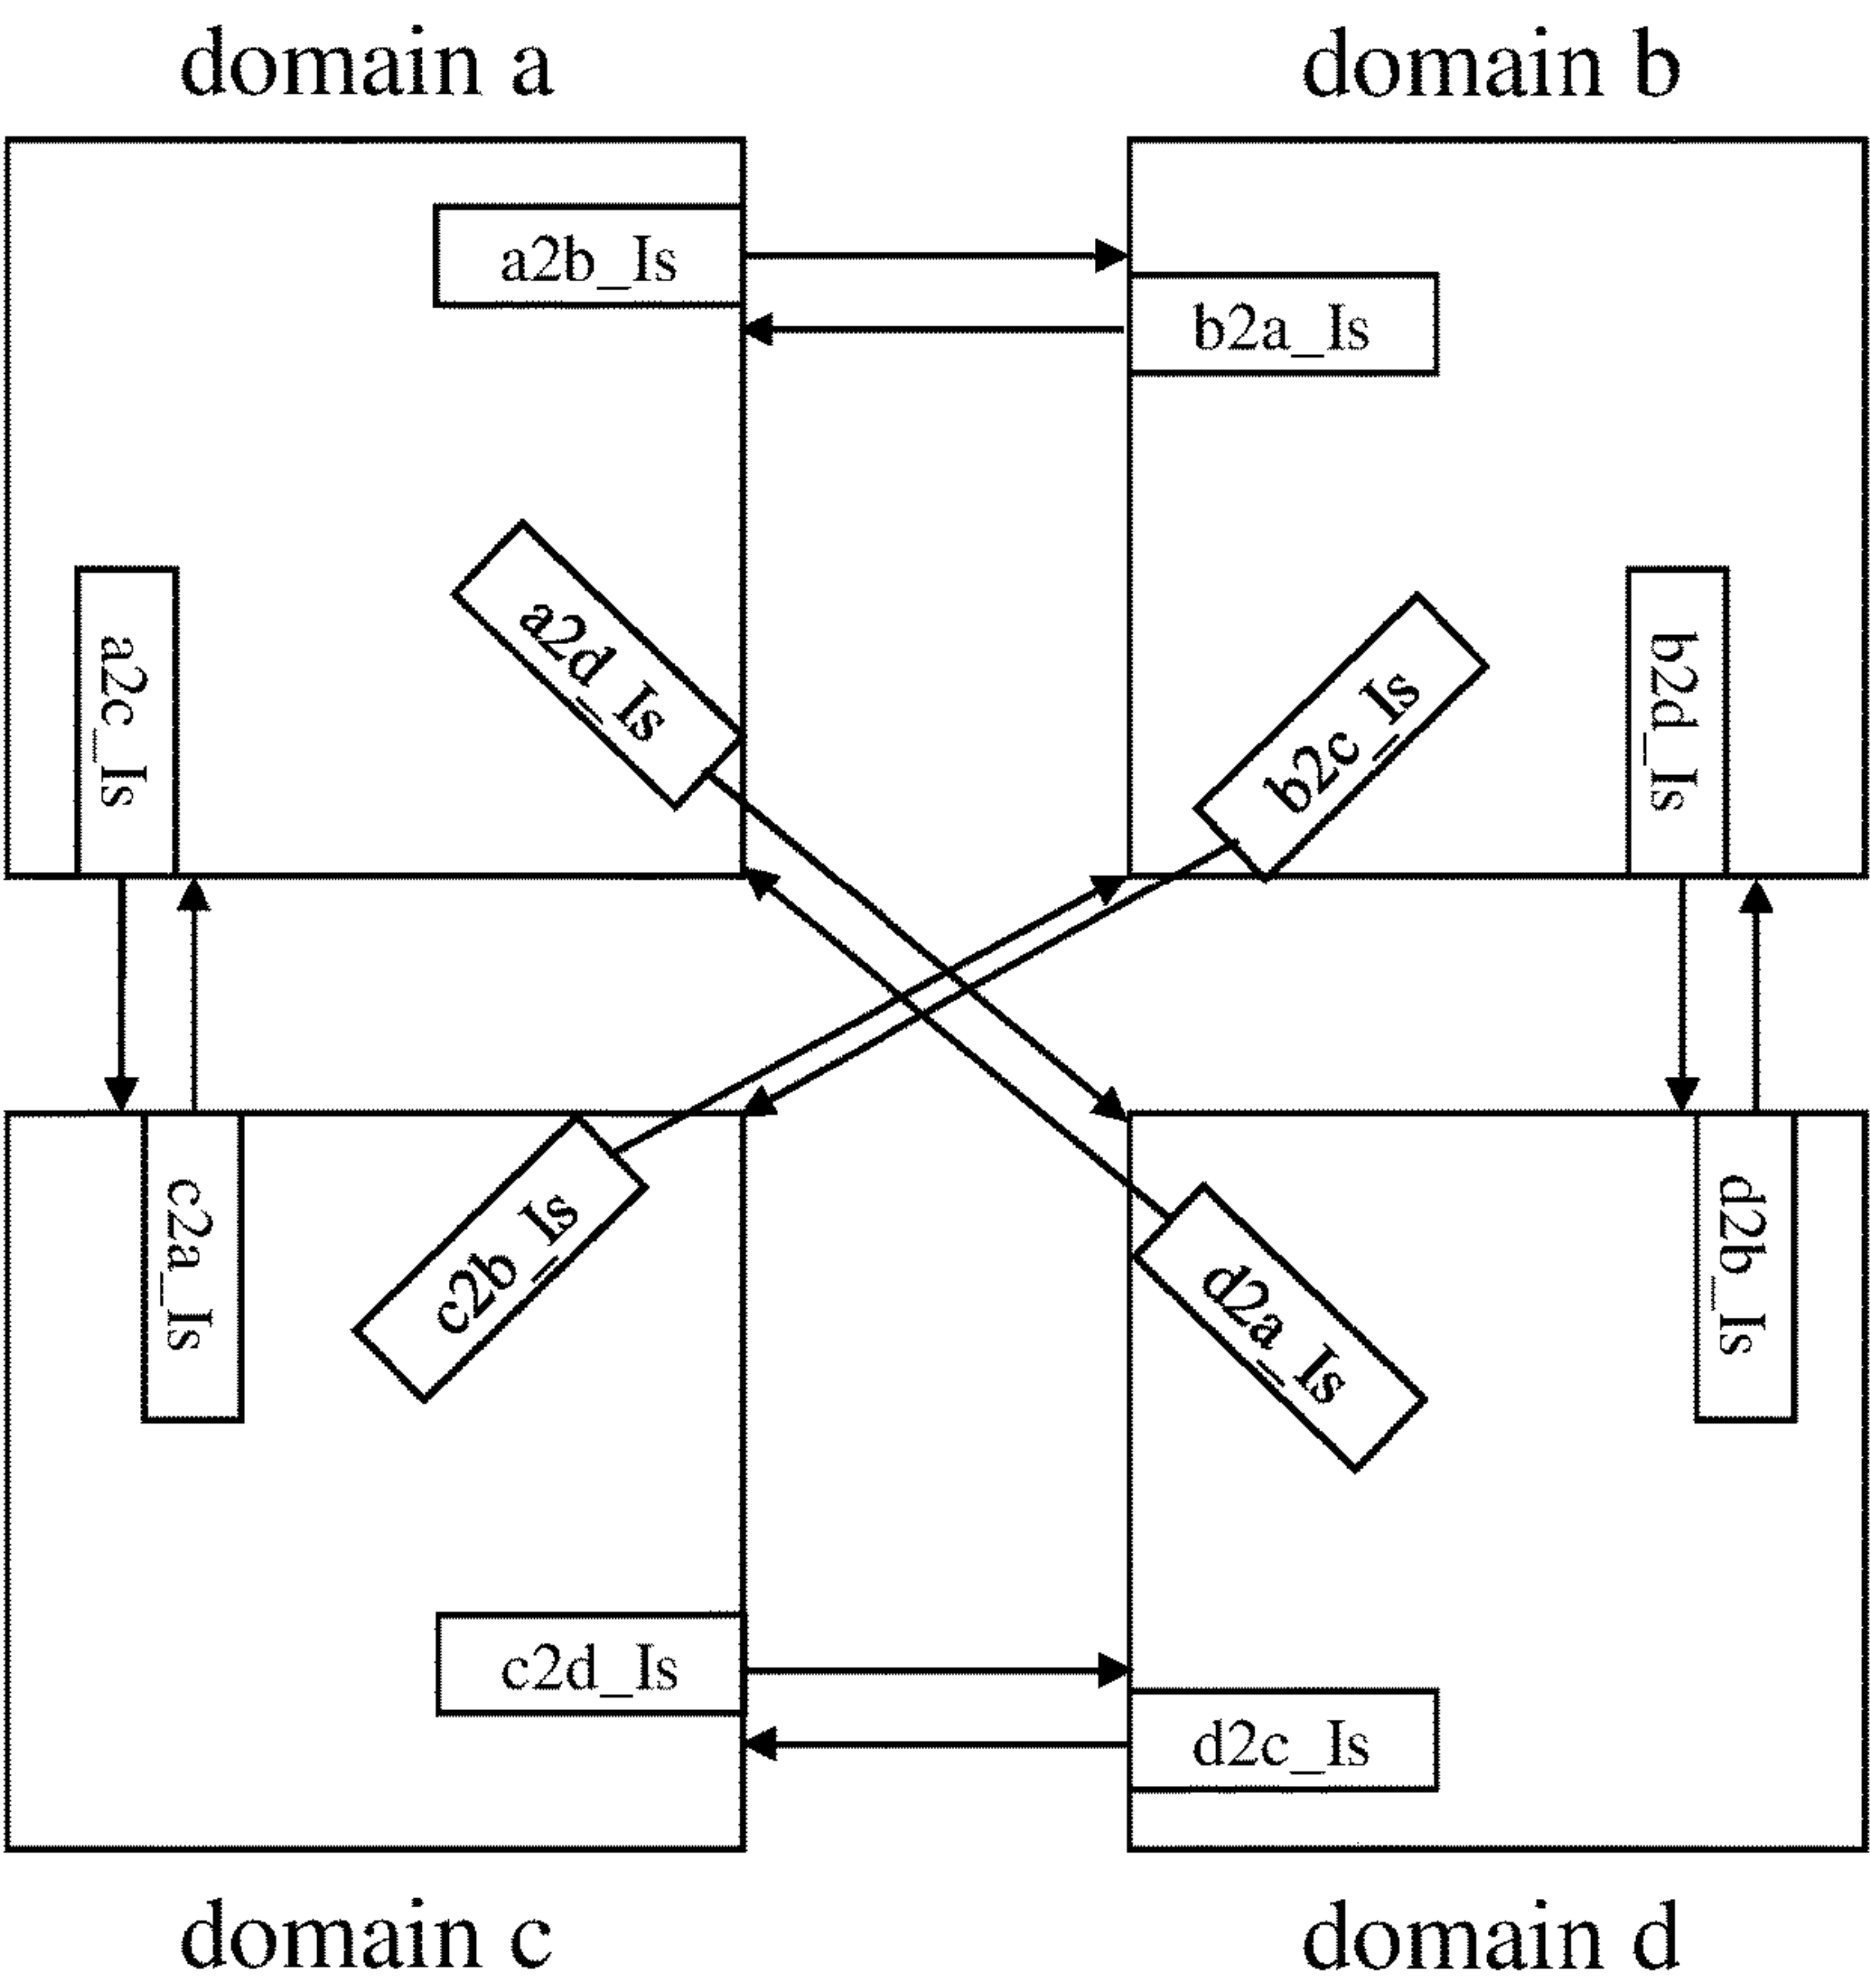 domain a
domain b
a2b_Is
b2a_Is
a2c_Is
a2d_Is
b2c_Is
b2d_Is
c2a_Is
c2b_Is
d2a_Is
d2b_Is
c2d_Is
d2c_Is
domain c
domain d